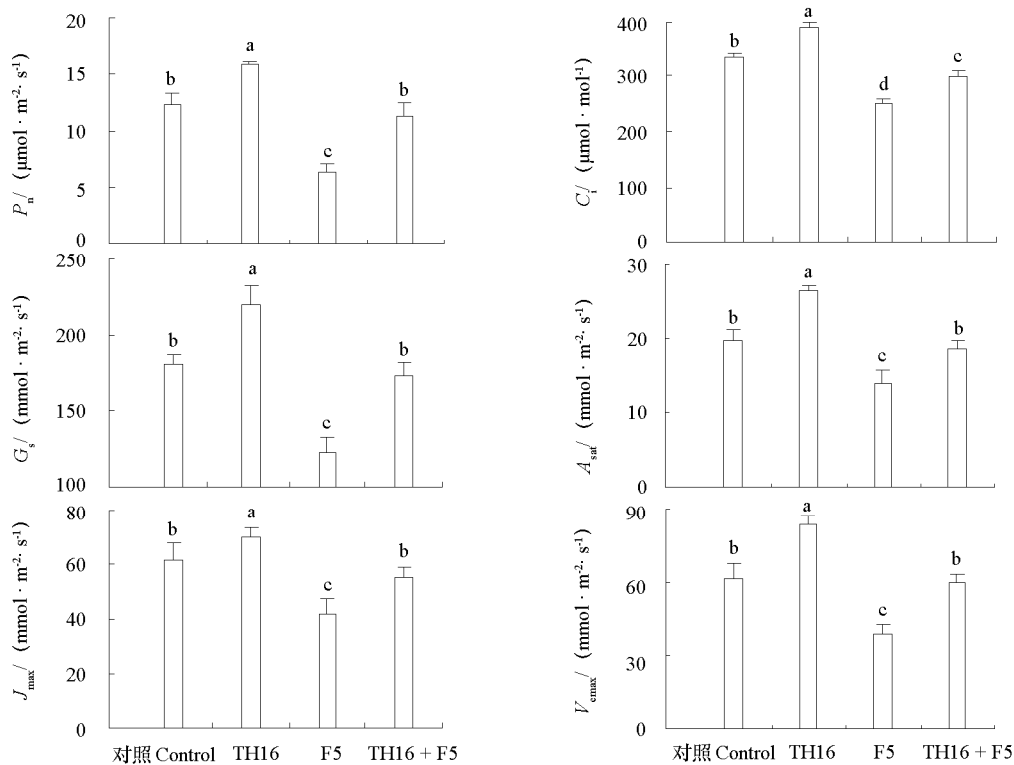 20
15
10
5
0
Pn/（μmol · m-2· s-1）
b
a
c
b
400
300
200
100
0
Ci/（μmol · mol-1）
b
a
d
c
250
200
150
100
Gs/（mmol · m-2· s-1）
b
a
c
b
30
20
10
0
Asat/（mmol · m-2· s-1）
b
a
c
b
80
60
40
20
0
Jmax/（mmol · m-2· s-1）
b
a
c
b
90
60
30
0
Vcmax/（mmol · m-2· s-1）
b
a
c
b
对照 Control TH16 F5 TH16 + F5
对照 Control TH16 F5 TH16 + F5